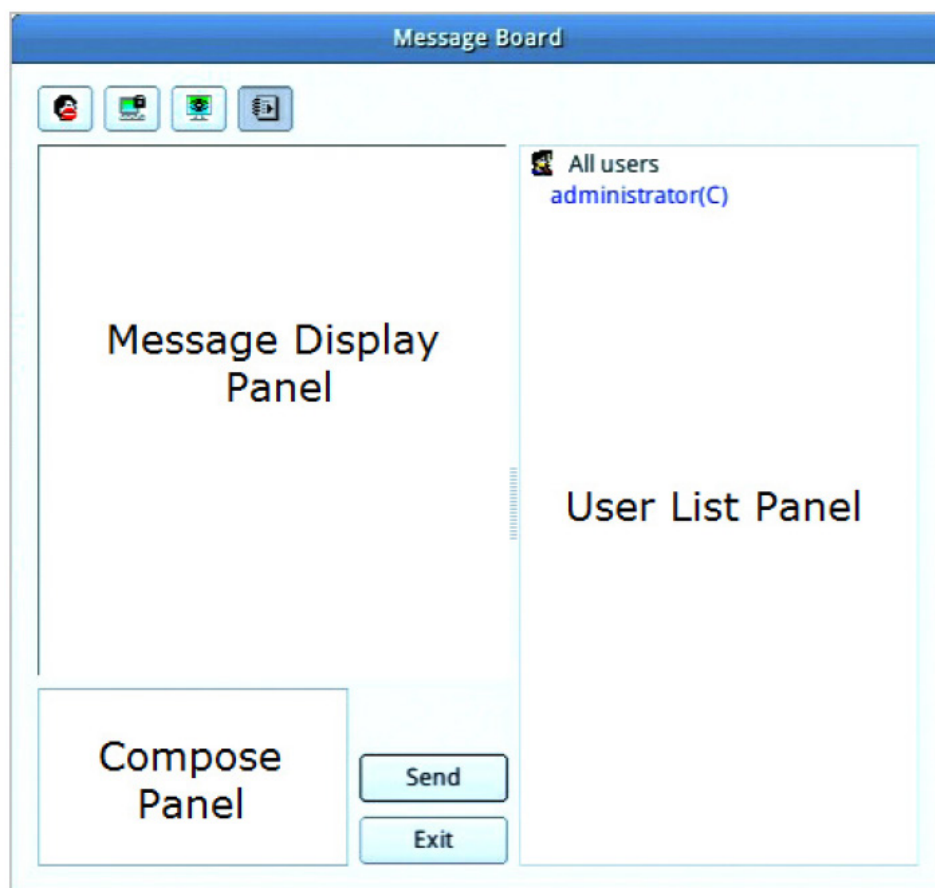 Message Board
All users
administrator(C)
Message Display
Panel
User List Panel
Compose
Panel
Send
Exit